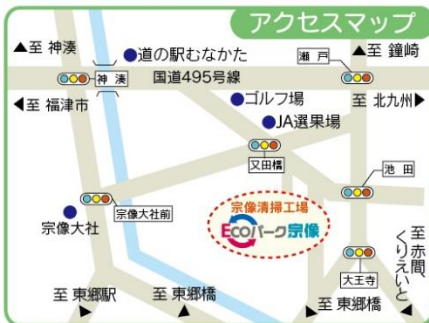 アクセスマップ
▲至 神湊
●道の駅むなかた
瀬戸
▲至 鐘崎
神湊
国道495号線
◀至 福津市
●ゴルフ場
至 北九州▶
●JA選果場
又田橋
池田
宗像大社前
宗像大社
宗像清掃工場
Ecoパーク宗像
至 赤間、
くりえいと▶
大王寺
至 東郷駅
至 東郷橋
至 東郷橋